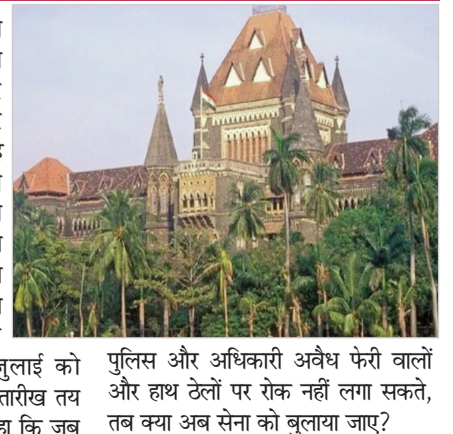 जुलाई को
तारीख तय
कि जब
पुलिस और अधिकारी अवैध फेरी वालों
और हाथ ठेलों पर रोक नहीं लगा सकते,
तब क्या अब सेना को बुलाया जाए?